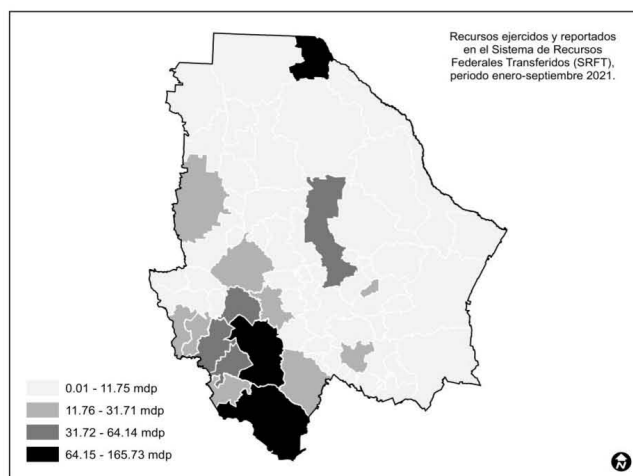 Recursos ejercidos y reportados
en el Sistema de Recursos
Federales Transferidos (SRFT),
periodo enero-septiembre 2021.
0.01 - 11.75 mdp
11.76 - 31.71 mdp
31.72 - 64.14 mdp
64.15 - 165.73 mdp
N